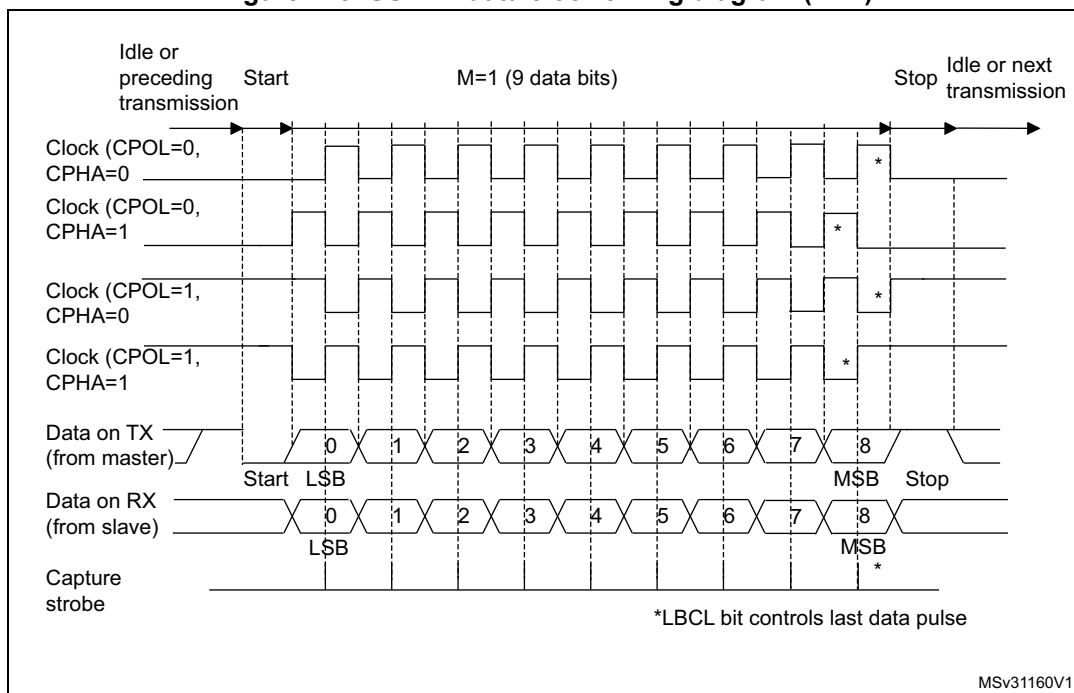 Idle or
preceding
transmission
Start
M=1 (9 data bits)
Stop
Idle or next
transmission
Clock (CPOL=0,
CPHA=0
*
Clock (CPOL=0,
CPHA=1
*
Clock (CPOL=1,
CPHA=0
*
Clock (CPOL=1,
CPHA=1
*
Data on TX
(from master)
0 1 2 3 4 5 6 7 8
Start LSB MSB Stop
Data on RX
(from slave)
0 1 2 3 4 5 6 7 8
LSB MSB
*
Capture
strobe
*LBCL bit controls last data pulse
MSv31160V1